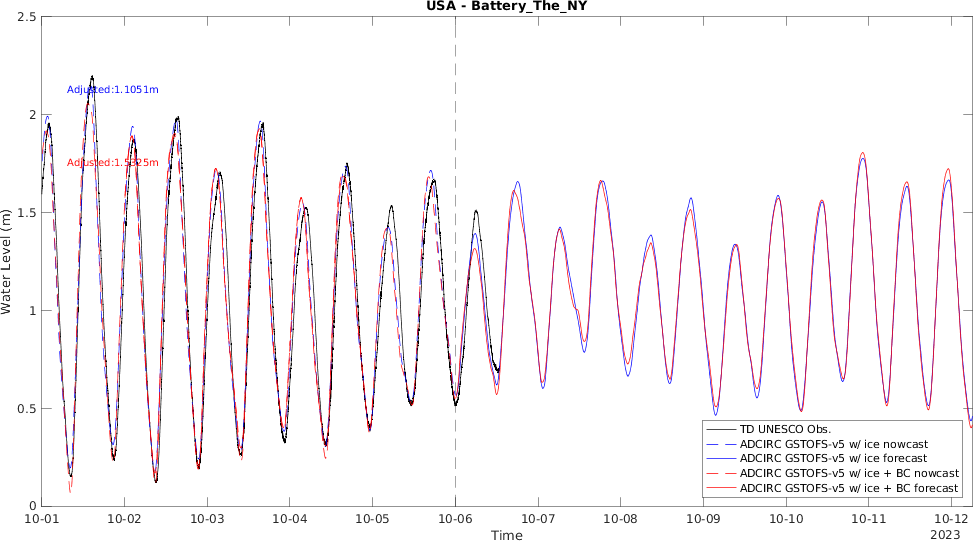 USA - Battery_The_NY
2.5
2
1.5
1
0.5
0
Water Level (m)
Adjusted:1.1051m
10-01
10-02
10-03
10-04
10-05
10-06
10-07
10-08
10-09
10-10
10-11
10-12
2023
Time
TD UNESCO Obs.
ADCIRC GSTOFS-v5 w/ ice nowcast
ADCIRC GSTOFS-v5 w/ ice forecast
ADCIRC GSTOFS-v5 w/ ice + BC nowcast
ADCIRC GSTOFS-v5 w/ ice + BC forecast